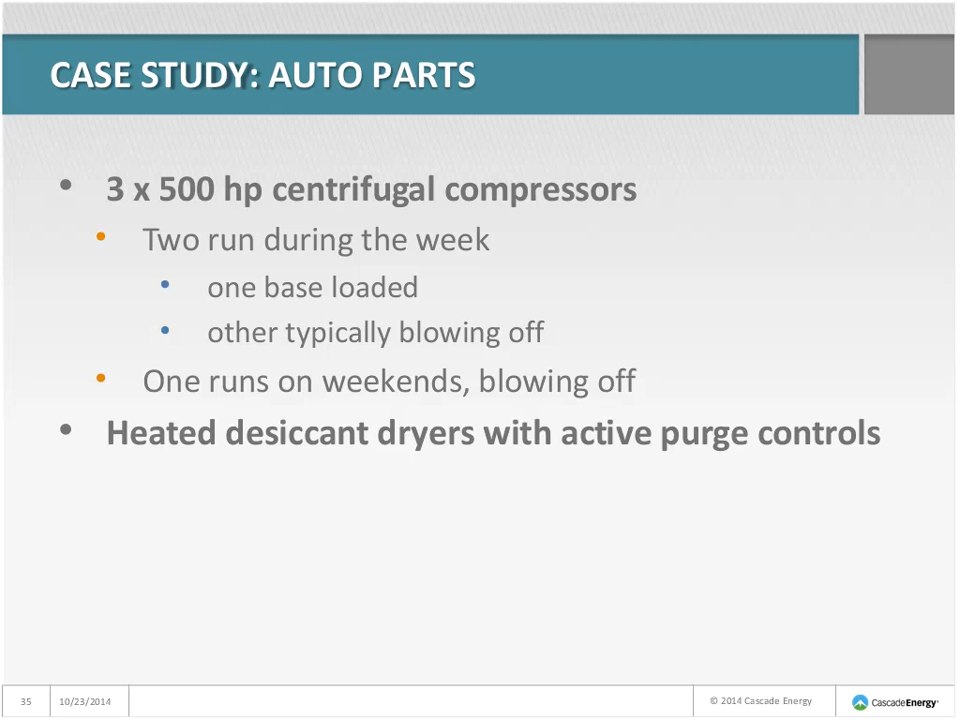 CASE STUDY: AUTO PARTS
• 3 x 500 hp centrifugal compressors
• Two run during the week
• one base loaded
• other typically blowing off
• One runs on weekends, blowing off
• Heated desiccant dryers with active purge controls
35
10/23/2014
© 2014 Cascade Energy
CascadeEnergy